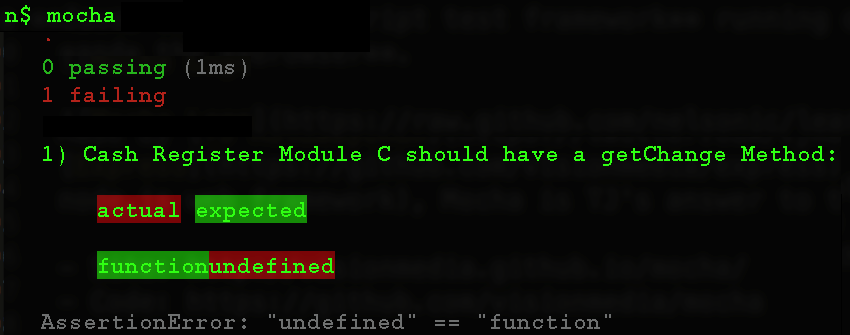 n$ mocha
.
0 passing (1ms)
1 failing
1) Cash Register Module C should have a getChange Method:
actual expected
functionundefined
AssertionError: "undefined" == "function"